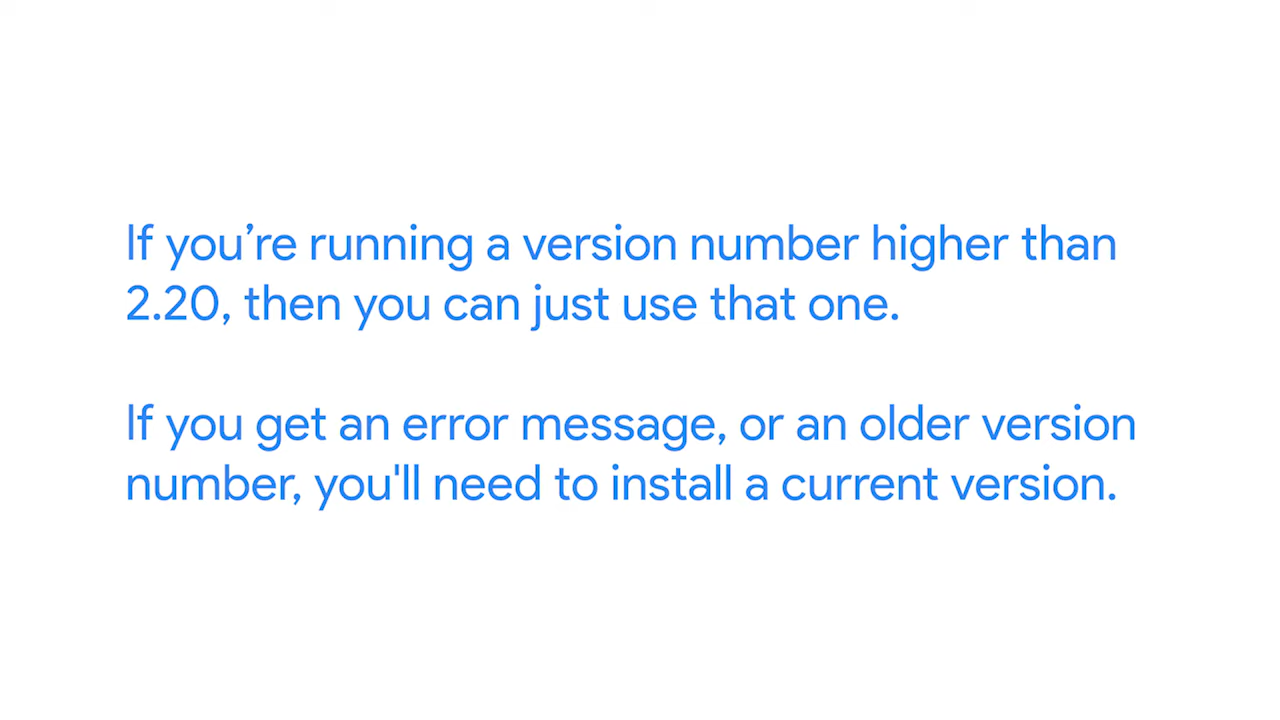 If you’re running a version number higher than
2.20, then you can just use that one.
If you get an error message, or an older version
number, you'll need to install a current version.